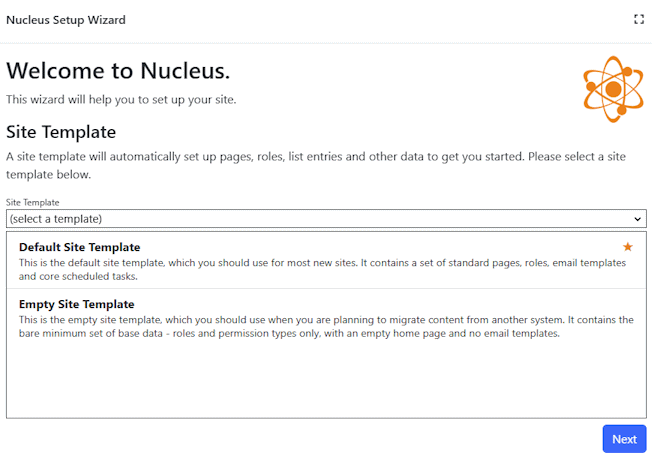 Nucleus Setup Wizard
Welcome to Nucleus.
This wizard will help you to set up your site.
Site Template
A site template will automatically set up pages, roles, list entries and other data to get you started. Please select a site
template below.
Site Template
(select a template)
Default Site Template
This is the default site template, which you should use for most new sites. It contains a set of standard pages, roles, email templates
and core scheduled tasks.
Empty Site Template
This is the empty site template, which you should use when you are planning to migrate content from another system. It contains the
bare minimum set of base data - roles and permission types only, with an empty home page and no email templates.
Next